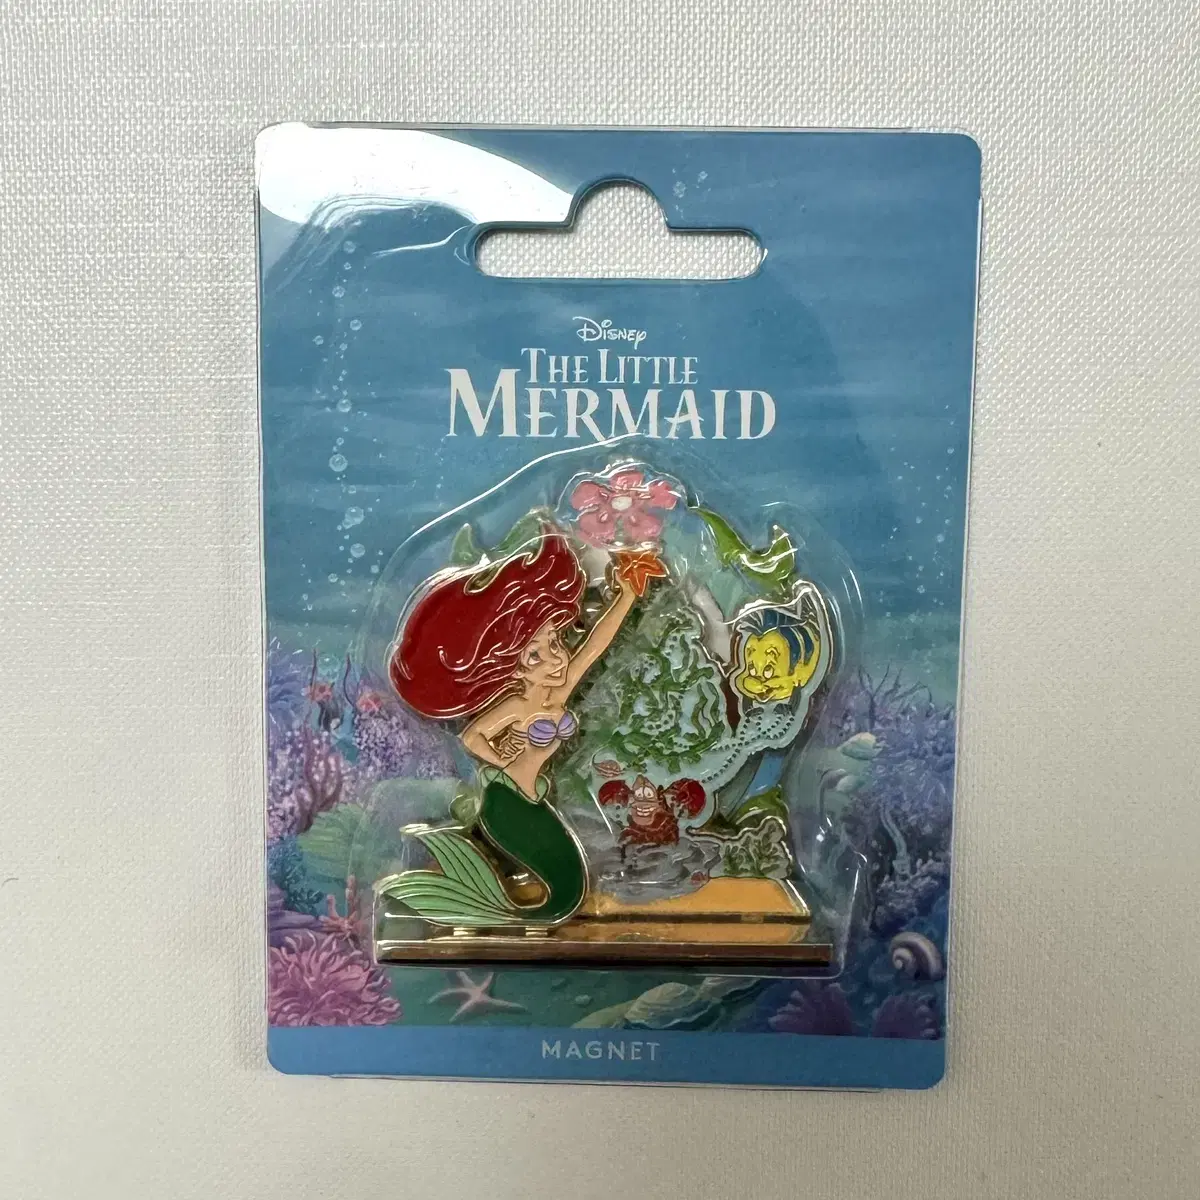 Disney
THE LITTLE
MERMAID
MAGNET